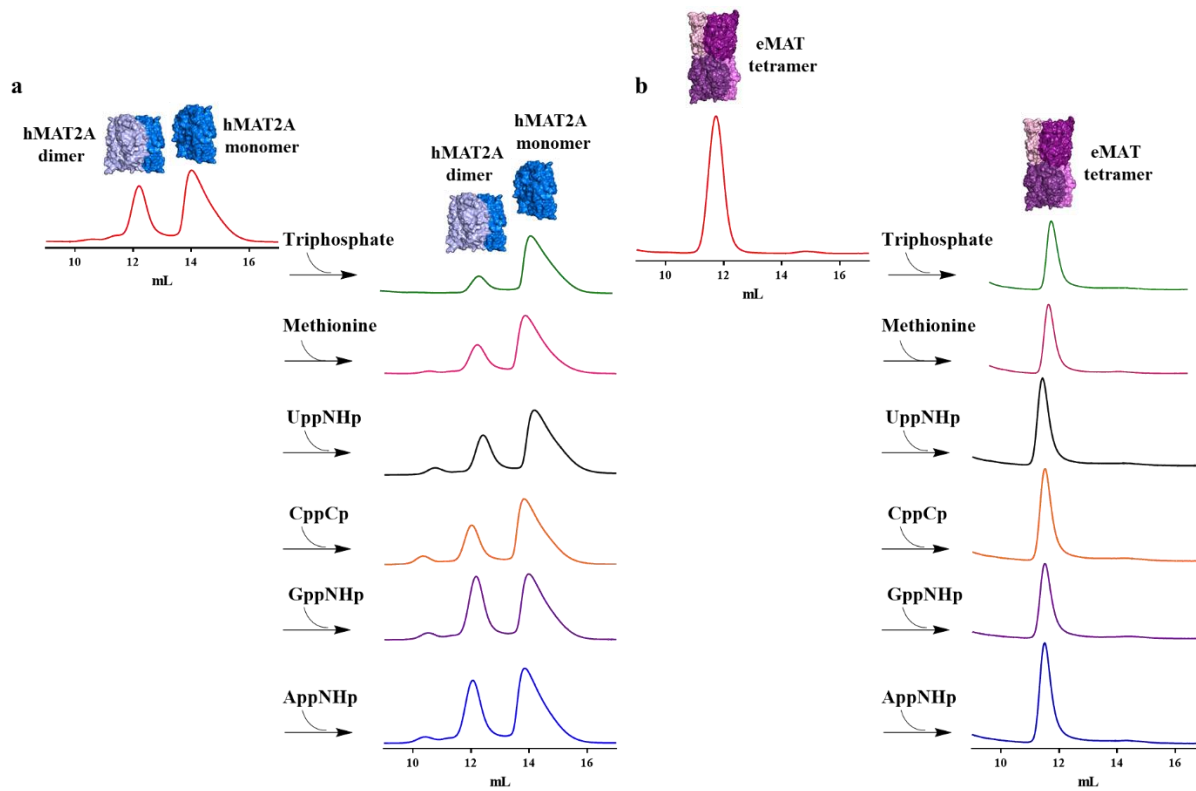 a
hMAT2A
dimer
hMAT2A
monomer
10 12 14 16
mL
Triphosphate
Methionine
UppNHp
CppCp
GppNHp
AppNHp
hMAT2A
dimer
hMAT2A
monomer
10 12 14 16
mL
b
eMAT
tetramer
10 12 14 16
mL
Triphosphate
Methionine
UppNHp
CppCp
GppNHp
AppNHp
eMAT
tetramer
10 12 14 16
mL